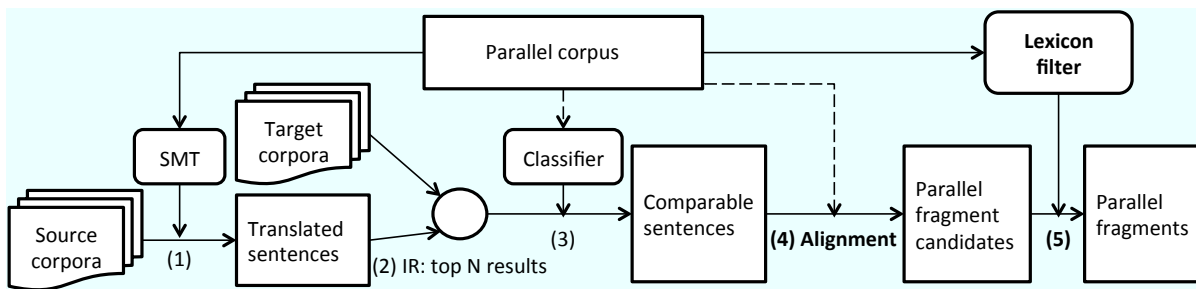 Parallel corpus
Lexicon
filter
Target
corpora
SMT
Classifier
Source
corpora
(1)
Translated
sentences
(2) IR: top N results
(3)
Comparable
sentences
(4) Alignment
Parallel
fragment
candidates
(5)
Parallel
fragments